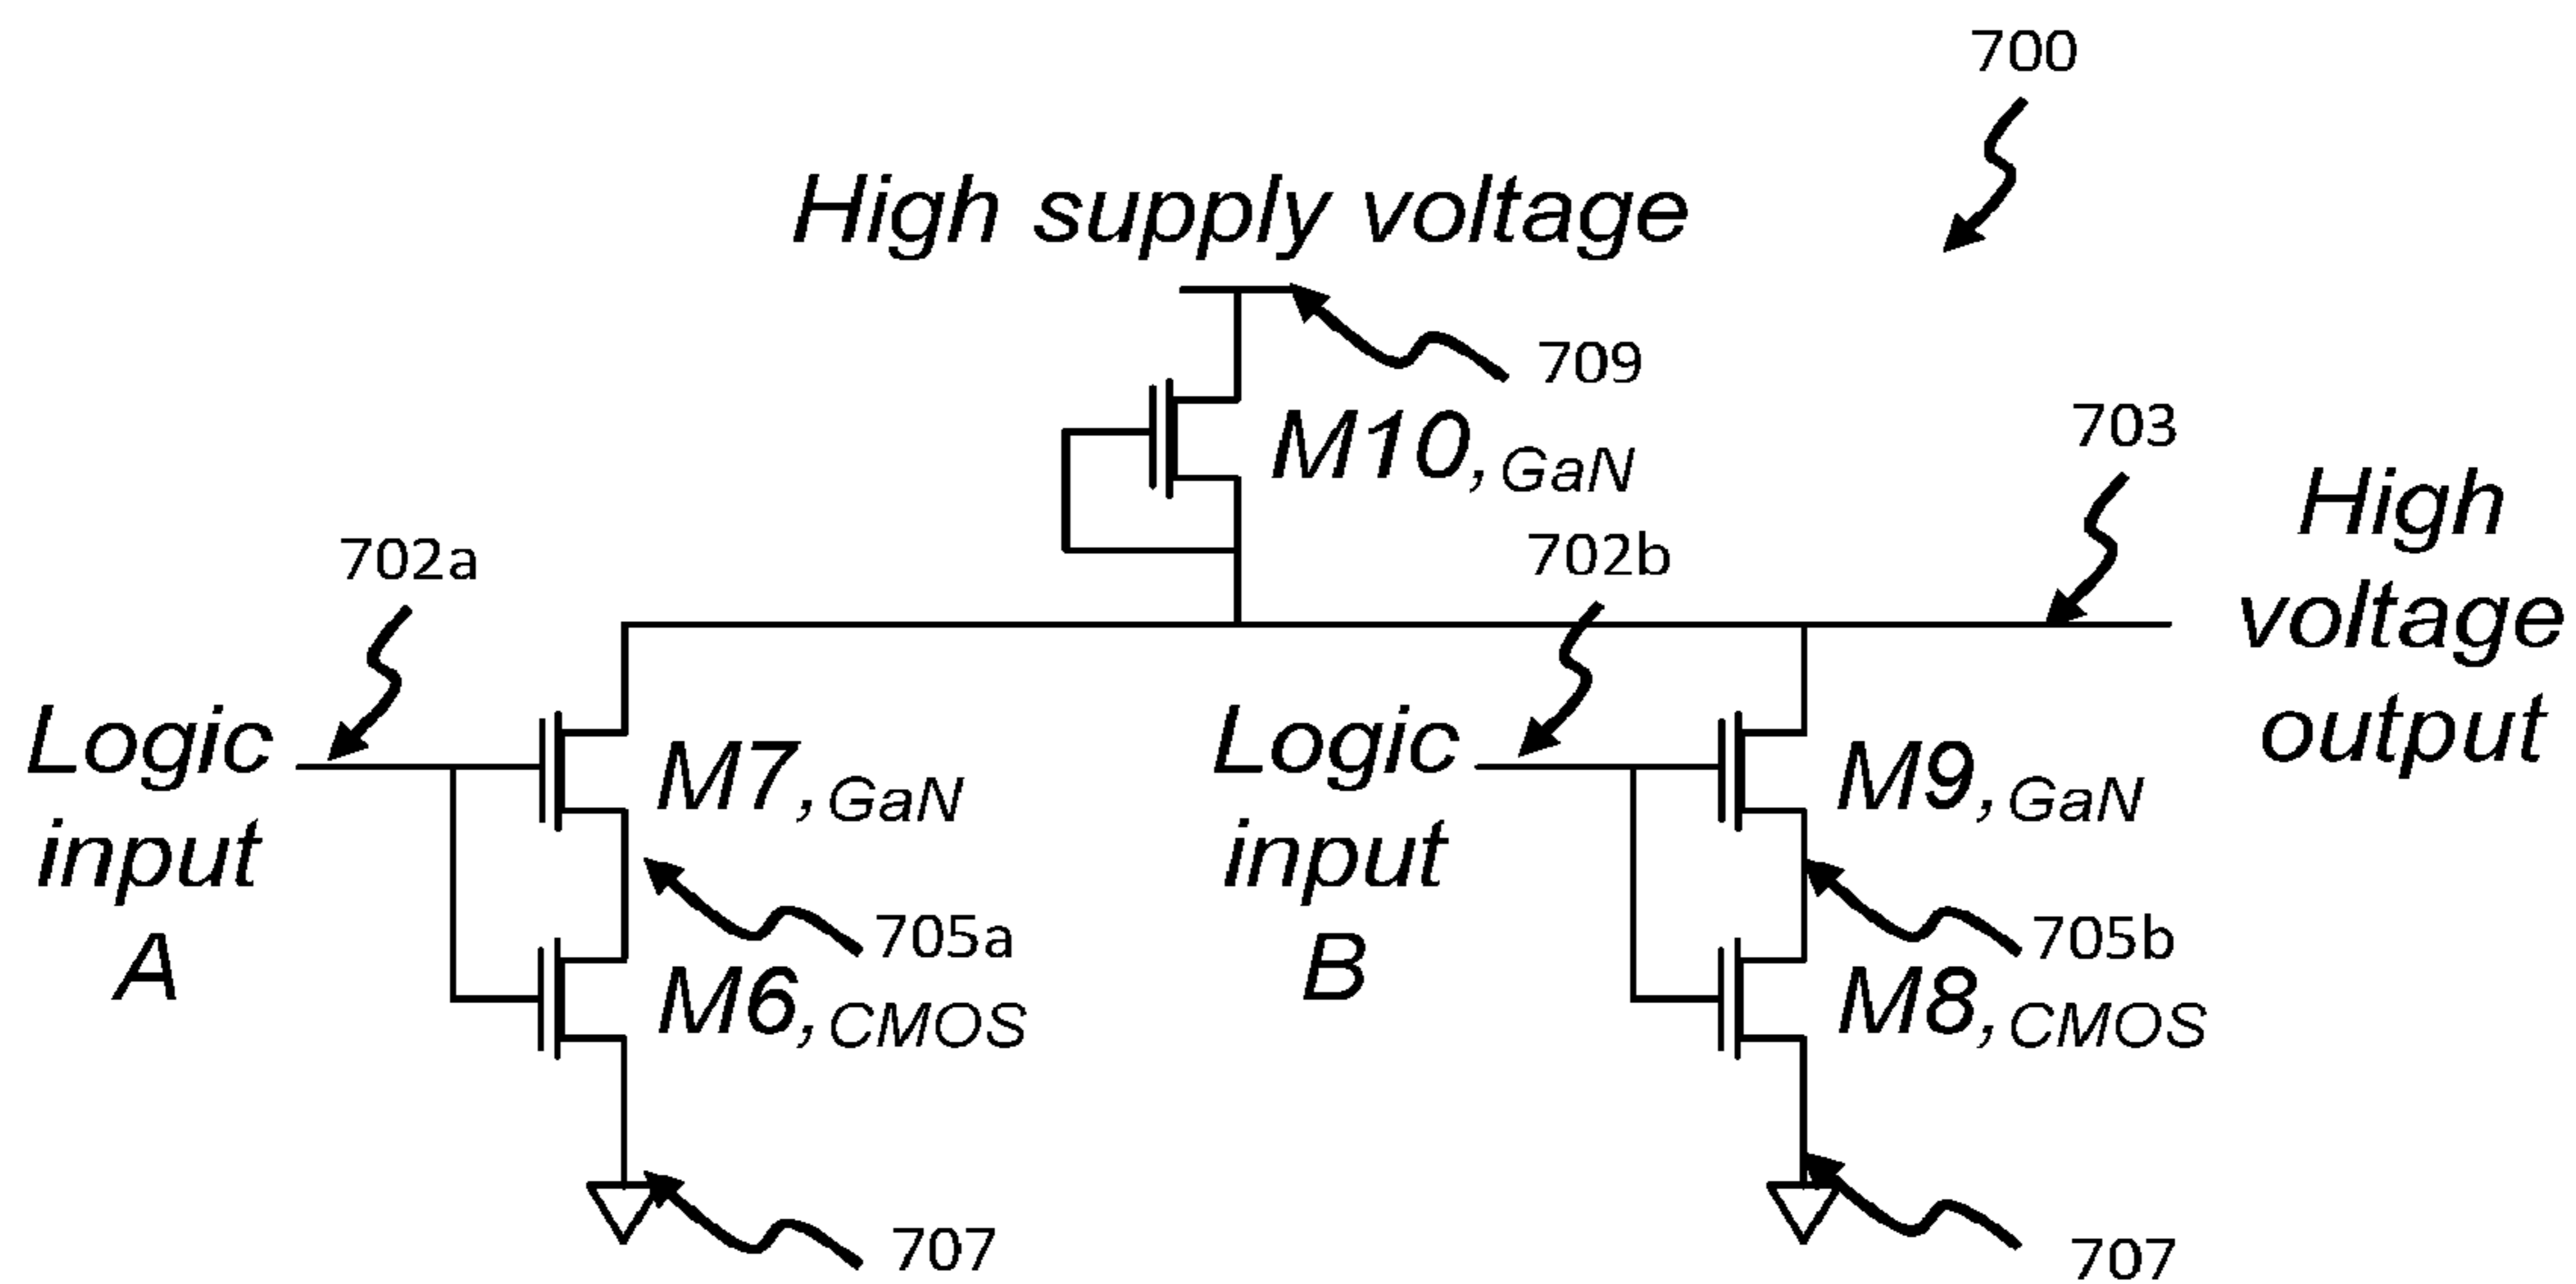 700
High supply voltage
709
M10,GaN
703
High
voltage
output
702a
702b
Logic
input
A
M7,GaN
Logic
input
B
M9,GaN
705a
705b
M6,CMOS
M8,CMOS
707
707